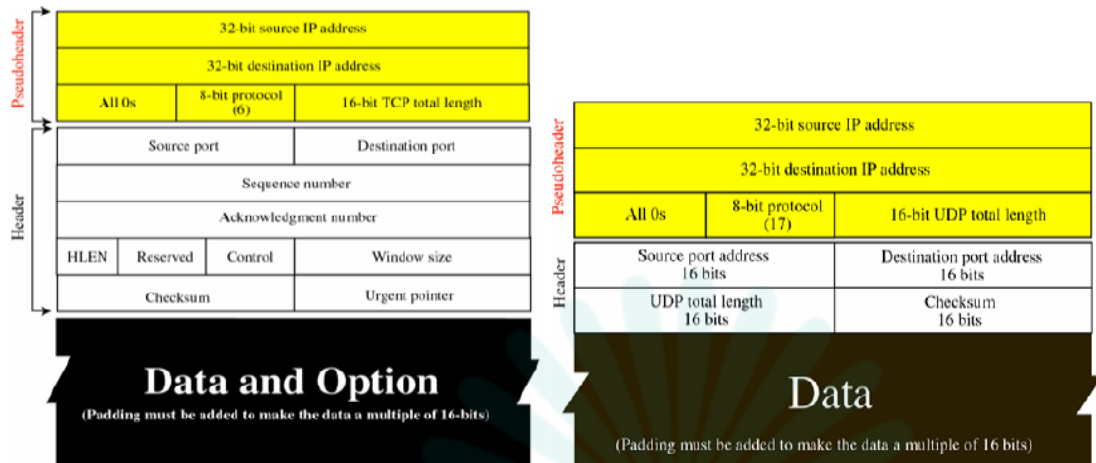 Pseudoheader
32-bit source IP address
32-bit destination IP address
All 0s
8-bit protocol
(6)
16-bit TCP total length
Header
Source port
Destination port
Sequence number
Acknowledgment number
HLEN
Reserved
Control
Window size
Checksum
Urgent pointer
Data and Option
(Padding must be added to make the data a multiple of 16-bits)
Pseudoheader
32-bit source IP address
32-bit destination IP address
All 0s
8-bit protocol
(17)
16-bit UDP total length
Header
Source port address
16 bits
Destination port address
16 bits
UDP total length
16 bits
Checksum
16 bits
Data
(Padding must be added to make the data a multiple of 16 bits)